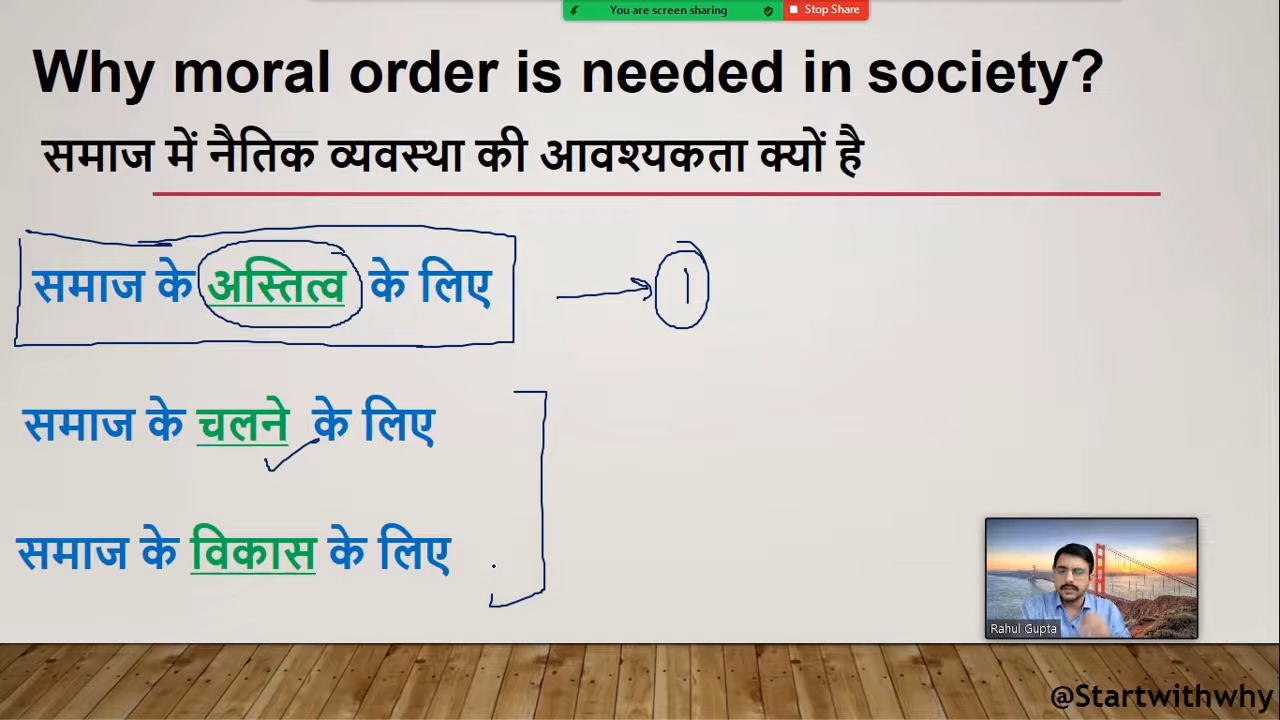 You are screen sharing Stop Share
Why moral order is needed in society?
समाज में नैतिक व्यवस्था की आवश्यकता क्यों है
समाज के अस्तित्व के लिए 1
समाज के चलने के लिए
समाज के विकास के लिए
Rahul Gupta
@Startwithwhy